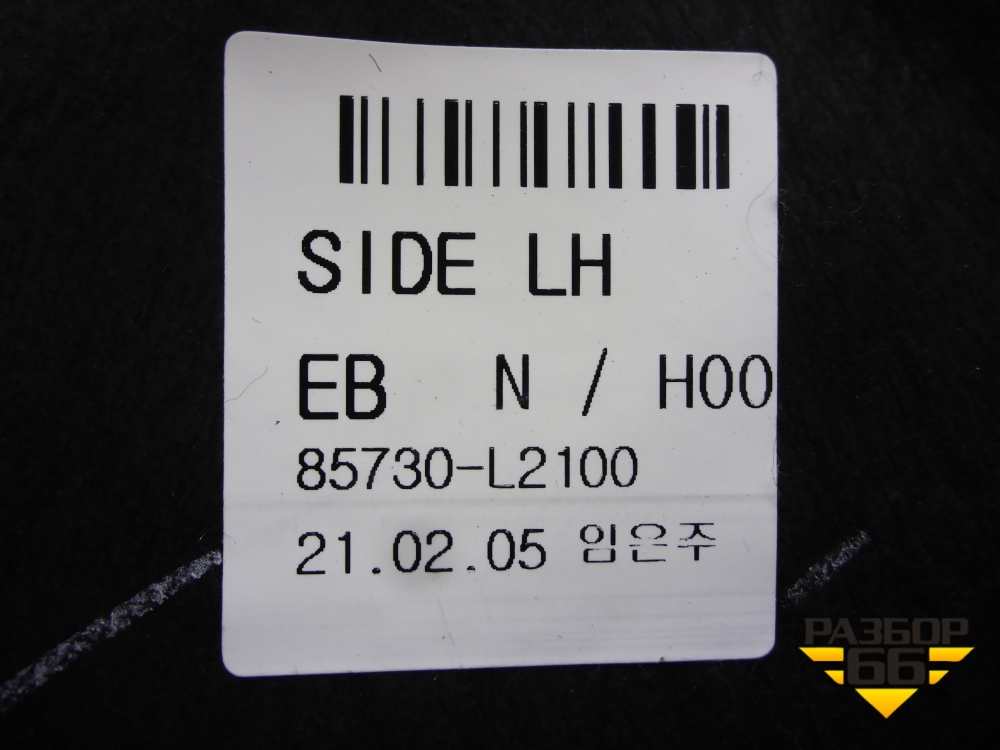 SIDE LH
EB N / H00
85730-L2100
21.02.05 임은주
РАЗБОР
66